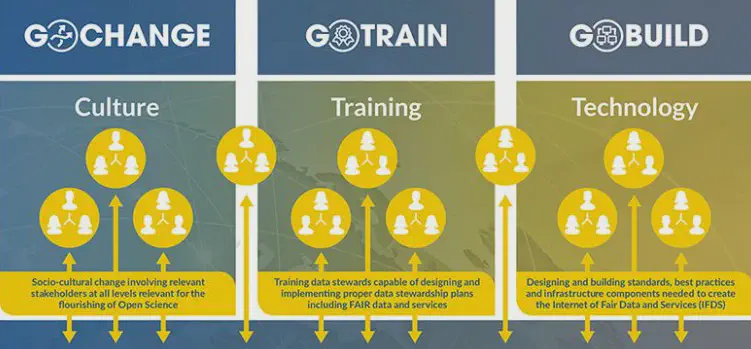 GO CHANGE
GO TRAIN
GO BUILD
Culture
Training
Technology
Socio-cultural change involving relevant
stakeholders at all levels relevant for the
flourishing of Open Science
Training data stewards capable of designing and
implementing proper data stewardship plans
including FAIR data and services
Designing and building standards, best practices
and infrastructure components needed to create
the Internet of Fair Data and Services (IFDS)